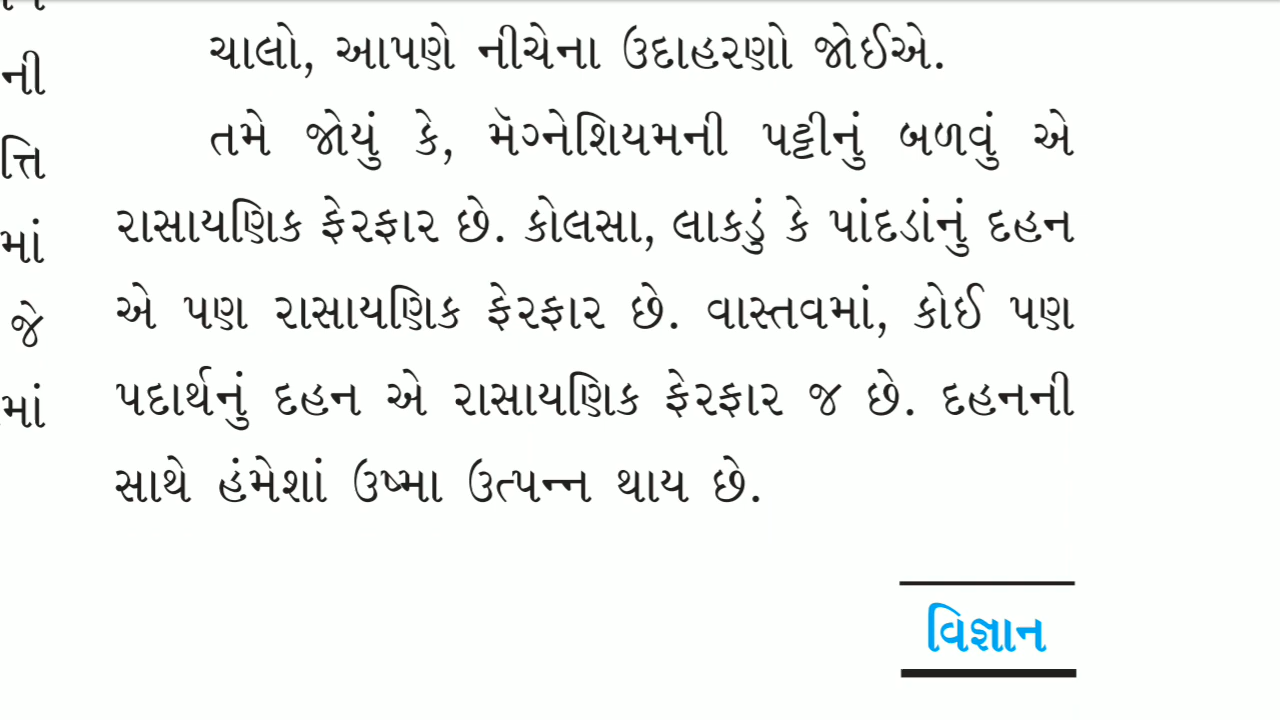 ની
ત્તિ
માં
જે
માં
ચાલો, આપણે નીચેના ઉદાહરણો જોઈએ.
તમે જોયું કે, મૅગ્નેશિયમની પટ્ટીનું બળવું એ
રાસાયણિક ફેરફાર છે. કોલસા, લાકડું કે પાંદડાંનું દહન
એ પણ રાસાયણિક ફેરફાર છે. વાસ્તવમાં, કોઈ પણ
પદાર્થનું દહન એ રાસાયણિક ફેરફાર જ છે. દહનની
સાથે હંમેશાં ઉષ્મા ઉત્પન્ન થાય છે.
વિજ્ઞાન